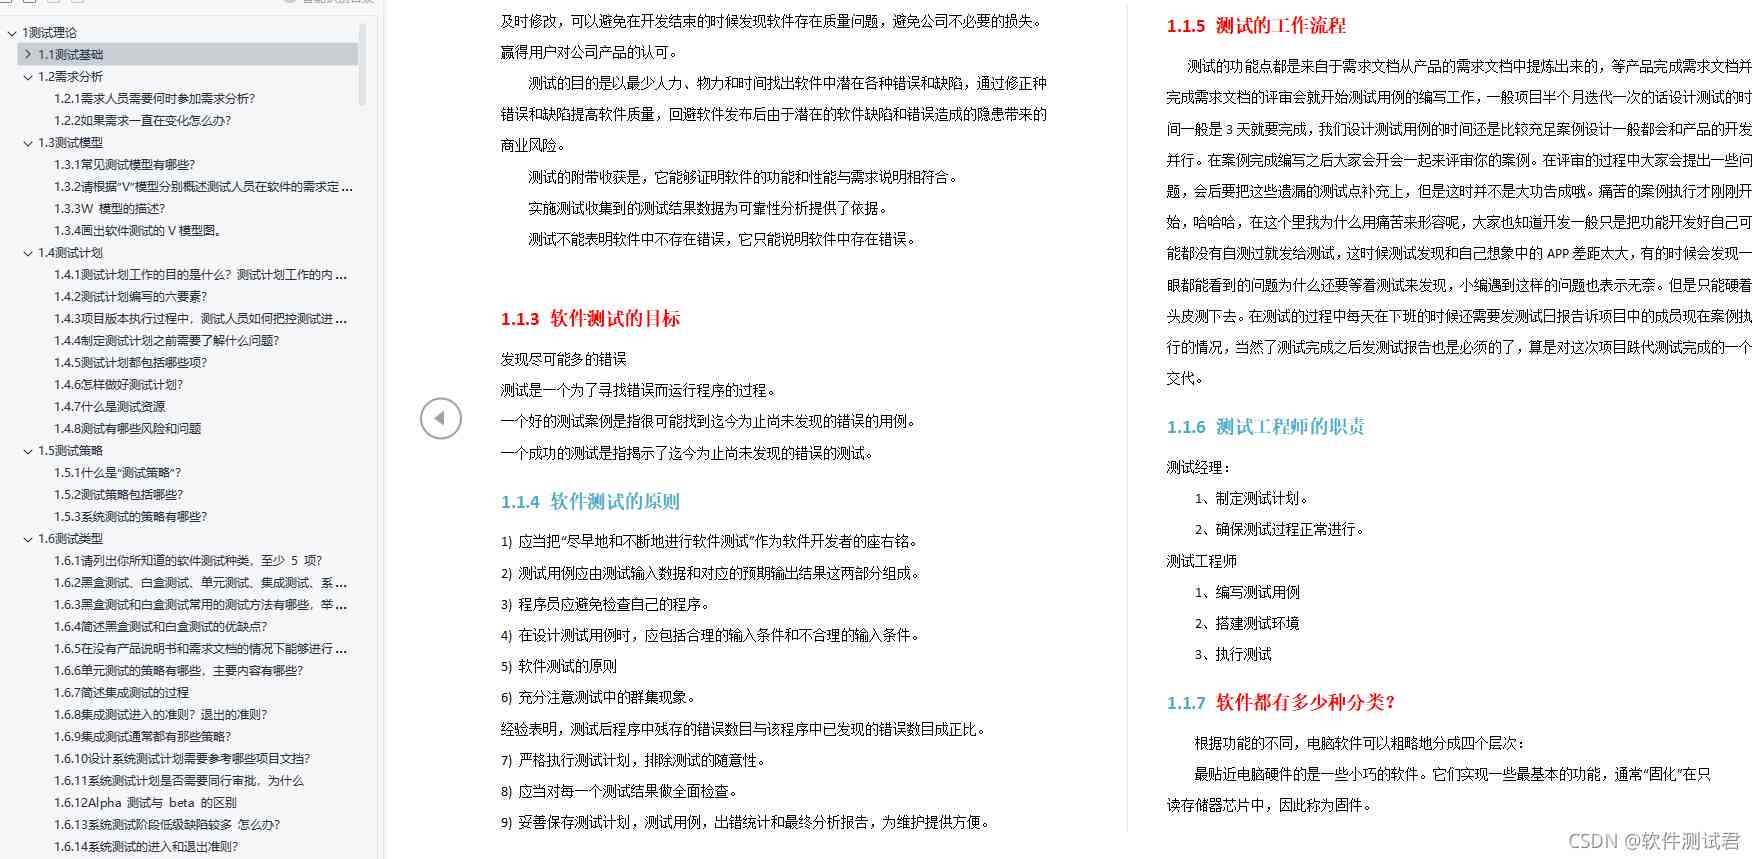 1测试理论
1.1测试基础
1.2需求分析
1.2.1需求人员需要何时参加需求分析?
1.2.2如果需求一直在变化怎么办?
1.3测试模型
1.3.1常见测试模型有哪些?
1.3.2请根据“V”模型分别概述测试人员在软件的需求定 ...
1.3.3W 模型的描述?
1.3.4画出软件测试的 V 模型图。
1.4测试计划
1.4.1测试计划工作的目的是什么? 测试计划工作的内 ...
1.4.2测试计划编写的六要素?
1.4.3项目版本执行过程中，测试人员如何把控测试进 ...
1.4.4制定测试计划之前需要了解什么问题?
1.4.5测试计划都包括哪些项?
1.4.6怎样做好测试计划?
1.4.7什么是测试资源
1.4.8测试有哪些风险和问题
1.5测试策略
1.5.1什么是“测试策略”?
1.5.2测试策略包括哪些?
1.5.3系统测试的策略有哪些?
1.6测试类型
1.6.1请列出你所知道的软件测试种类，至少 5 项?
1.6.2黑盒测试、白盒测试、单元测试、集成测试、系 ...
1.6.3黑盒测试和白盒测试常用的测试方法有哪些，举 ...
1.6.4简述黑盒测试和白盒测试的优缺点?
1.6.5在没有产品说明书和需求文档的情况下能够进行 ...
1.6.6单元测试的策略有哪些，主要内容有哪些?
1.6.7简述集成测试的过程
1.6.8集成测试进入的准则? 退出的准则?
1.6.9集成测试通常都有那些策略?
1.6.10设计系统测试计划需要参考哪些项目文档?
1.6.11系统测试计划是否需要同行审批，为什么
1.6.12Alpha 测试与 beta 的区别
1.6.13系统测试阶段低级缺陷较多 怎么办?
1.6.14系统测试的进入和退出准则?
及时修改，可以避免在开发结束的时候发现软件存在质量问题，避免公司不必要的损失。
赢得用户对公司产品的认可。
测试的目的是以最少人力、物力和时间找出软件中潜在各种错误和缺陷，通过修正种
错误和缺陷提高软件质量，回避软件发布后由于潜在的软件缺陷和错误造成的隐患带来的
商业风险。
测试的附带收获是，它能够证明软件的功能和性能与需求说明相符合。
实施测试收集到的测试结果数据为可靠性分析提供了依据。
测试不能表明软件中不存在错误，它只能说明软件中存在错误。
1.1.3 软件测试的目标
发现尽可能多的错误
测试是一个为了寻找错误而运行程序的过程。
一个好的测试案例是指很可能找到迄今为止尚未发现的错误的用例。
一个成功的测试是指揭示了迄今为止尚未发现的错误的测试。
1.1.4 软件测试的原则
1) 应当把“尽早地和不断地进行软件测试”作为软件开发者的座右铭。
2) 测试用例应由测试输入数据和对应的预期输出结果这两部分组成。
3) 程序员应避免检查自己的程序。
4) 在设计测试用例时，应包括合理的输入条件和不合理的输入条件。
5) 软件测试的原则
6) 充分注意测试中的群集现象。
经验表明，测试后程序中残存的错误数目与该程序中已发现的错误数目成正比。
7) 严格执行测试计划，排除测试的随意性。
8) 应当对每一个测试结果做全面检查。
9) 妥善保存测试计划，测试用例，出错统计和最终分析报告，为维护提供方便。
1.1.5 测试的工作流程
测试的功能点都是来自于需求文档从产品的需求文档中提炼出来的，等产品完成需求文档并
完成需求文档的评审会就开始测试用例的编写工作，一般项目半个月迭代一次的话设计测试的时
间一般是 3 天就要完成，我们设计测试用例的时间还是比较充足案例设计一般都会和产品的开发
并行。在案例完成编写之后大家会开会一起来评审你的案例。在评审的过程中大家会提出一些问
题，会后要把这些遗漏的测试点补充上，但是这时并不是大功告成哦。痛苦的案例执行才刚刚开
始，哈哈哈，在这个里我为什么用痛苦来形容呢，大家也知道开发一般只是把功能开发好自己可
能都没有自测过就发给测试，这时候测试发现和自己想象中的 APP 差距太大，有的时候会发现一
眼都能看到的问题为什么还要等着测试来发现，小编遇到这样的问题也表示无奈。但是只能硬着
头皮测下去。在测试的过程中每天在下班的时候还需要发测试日报告诉项目中的成员现在案例执
行的情况，当然了测试完成之后发测试报告也是必须的了，算是对这次项目跌代测试完成的一个
交代。
1.1.6 测试工程师的职责
测试经理：
1、制定测试计划。
2、确保测试过程正常进行。
测试工程师
1、编写测试用例
2、搭建测试环境
3、执行测试
1.1.7 软件都有多少种分类?
根据功能的不同，电脑软件可以粗略地分成四个层次：
最贴近电脑硬件的是一些小巧的软件。它们实现一些最基本的功能，通常“固化”在只
读存储器芯片中，因此称为固件。
CSDN @软件测试君